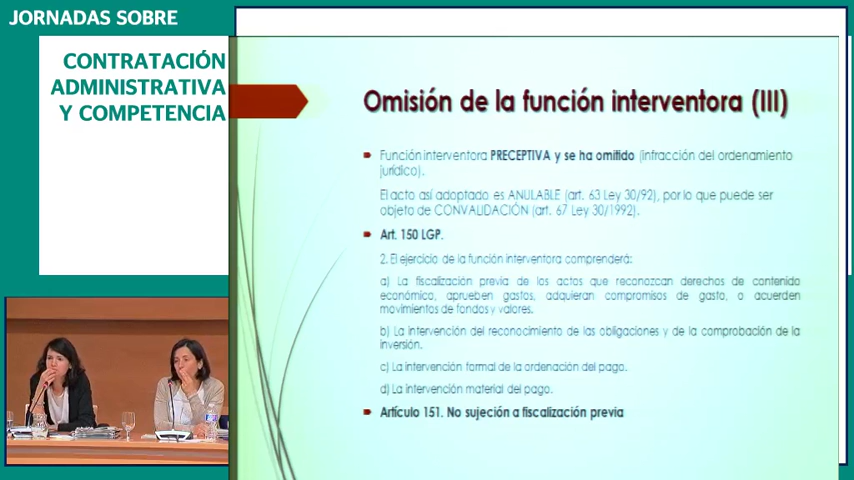 JORNADAS SOBRE
CONTRATACIÓN
ADMINISTRATIVA
Y COMPETENCIA
Omisión de la función interventora (III)
Función interventora PRECEPTIVA y se ha omitido (infracción del ordenamiento
jurídico).
El acto así adoptado es ANULABLE (art. 63 Ley 30/92), por lo que puede ser
objeto de CONVALIDACIÓN (art. 67 Ley 30/1992).
Art. 150 LGP.
2. El ejercicio de la función interventora comprenderá:
a) La fiscalización previa de los actos que reconozcan derechos de contenido
económico, aprueben gastos, adquieran compromisos de gasto, o acuerden
movimientos de fondos y valores.
b) La intervención del reconocimiento de las obligaciones y de la comprobación de la
inversión.
c) La intervención formal de la ordenación del pago.
d) La intervención material del pago.
Artículo 151. No sujeción a fiscalización previa